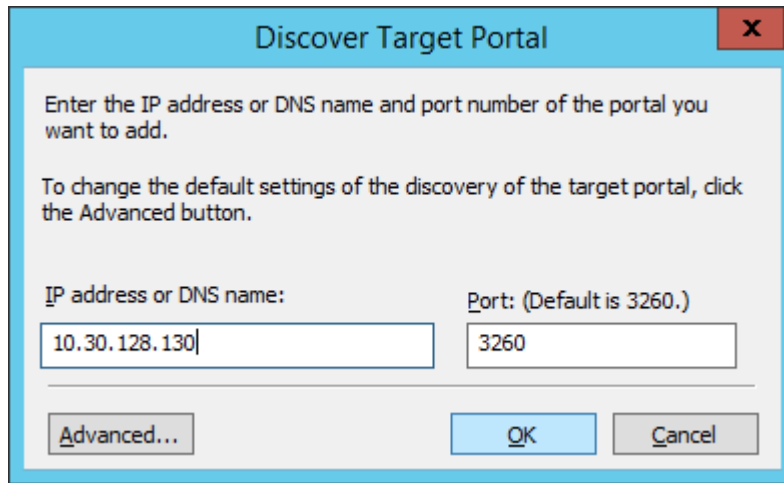 Discover Target Portal
x
Enter the IP address or DNS name and port number of the portal you
want to add.
To change the default settings of the discovery of the target portal, click
the Advanced button.
IP address or DNS name:
Port: (Default is 3260.)
10.30.128.130
3260
Advanced...
OK
Cancel